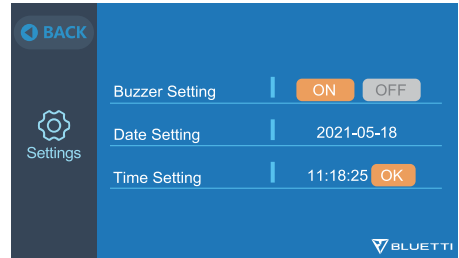 BACK
Settings
Buzzer Setting ON OFF
Date Setting 2021-05-18
Time Setting 11:18:25 OK
BLUETTI